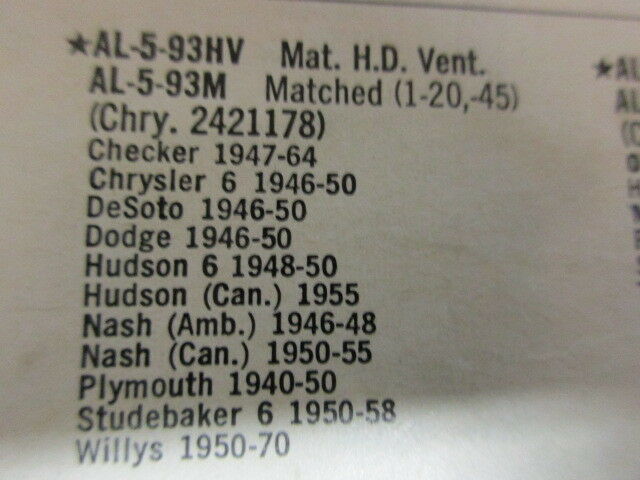 ★AL-5-93HV Mat. H.D. Vent.
AL-5-93M Matched (1-20,-45)
(Chry. 2421178)
Checker 1947-64
Chrysler 6 1946-50
DeSoto 1946-50
Dodge 1946-50
Hudson 6 1948-50
Hudson (Can.) 1955
Nash (Amb.) 1946-48
Nash (Can.) 1950-55
Plymouth 1940-50
Studebaker 6 1950-58
Willys 1950-70
★AL
AL